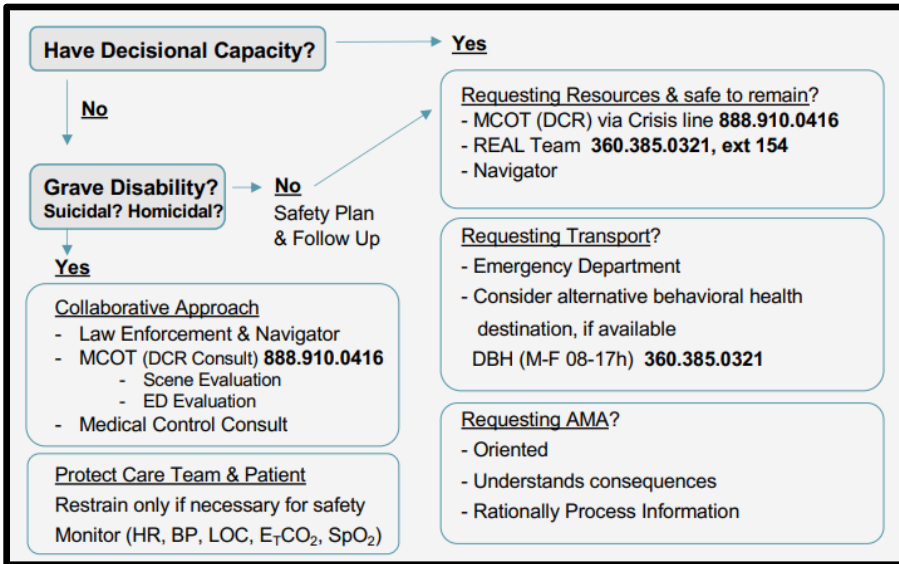 Have Decisional Capacity?
Yes
No
Grave Disability?
Suicidal? Homicidal?
No
Safety Plan
& Follow Up
Yes
Collaborative Approach
- Law Enforcement & Navigator
- MCOT (DCR Consult) 888.910.0416
- Scene Evaluation
- ED Evaluation
- Medical Control Consult
Protect Care Team & Patient
Restrain only if necessary for safety
Monitor (HR, BP, LOC, ETCO2, SpO2)
Requesting Resources & safe to remain?
- MCOT (DCR) via Crisis line 888.910.0416
- REAL Team 360.385.0321, ext 154
- Navigator
Requesting Transport?
- Emergency Department
- Consider alternative behavioral health
destination, if available
DBH (M-F 08-17h) 360.385.0321
Requesting AMA?
- Oriented
- Understands consequences
- Rationally Process Information